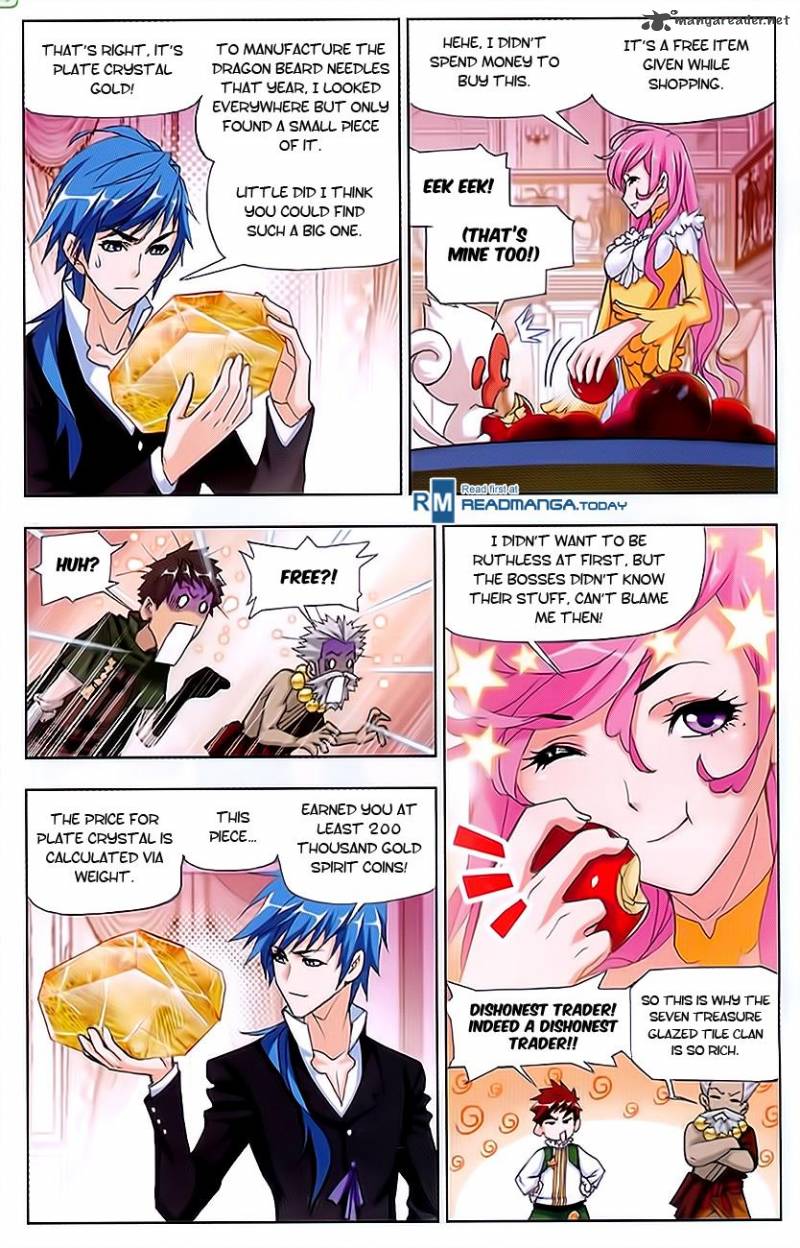 mangareader.net
THAT'S RIGHT, IT'S
PLATE CRYSTAL
GOLD!
TO MANUFACTURE THE
DRAGON BEARD NEEDLES
THAT YEAR, I LOOKED
EVERYWHERE BUT ONLY
FOUND A SMALL PIECE
OF IT.
LITTLE DID I THINK
YOU COULD FIND
SUCH A BIG ONE.
HEHE, I DIDN'T
SPEND MONEY TO
BUY THIS.
IT'S A FREE ITEM
GIVEN WHILE
SHOPPING.
EEK EEK!
(THAT'S
MINE TOO!)
RM
Read first at
READMANGA.TODAY
HUH?
FREE?!
I DIDN'T WANT TO BE
RUTHLESS AT FIRST, BUT
THE BOSSES DIDN'T KNOW
THEIR STUFF, CAN'T BLAME
ME THEN!
THE PRICE FOR
PLATE CRYSTAL IS
CALCULATED VIA
WEIGHT.
THIS
PIECE...
EARNED YOU AT
LEAST 200
THOUSAND GOLD
SPIRIT COINS!
DISHONEST TRADER!
INDEED A DISHONEST
TRADER!!
SO THIS IS WHY THE
SEVEN TREASURE
GLAZED TILE CLAN
IS SO RICH.